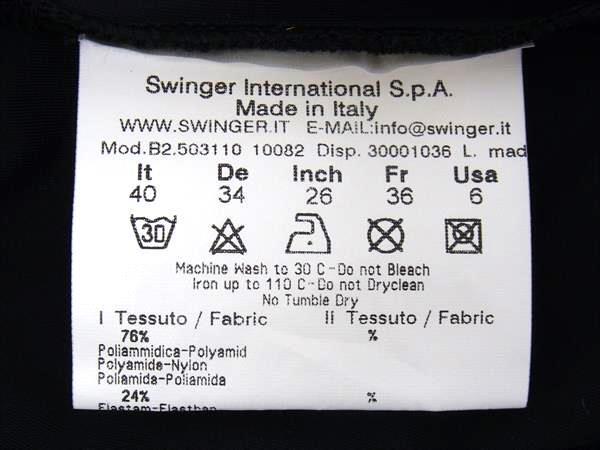 Swinger International S.p.A.
Made in Italy
WWW.SWINGER.IT E-MAIL:info@swinger.it
Mod.B2.503110 10082 Disp. 30001036 L. mad
It De Inch Fr Usa
40 34 26 36 6
30
Machine Wash to 30 C-Do not Bleach
Iron up to 110 C-Do not Dryclean
No Tumble Dry
I Tessuto / Fabric II Tessuto / Fabric
76% %
Poliammidica-Polyamid
Polyamide-Nylon
Poliamida-Poliamida
24% %
Elastam-Elasthan